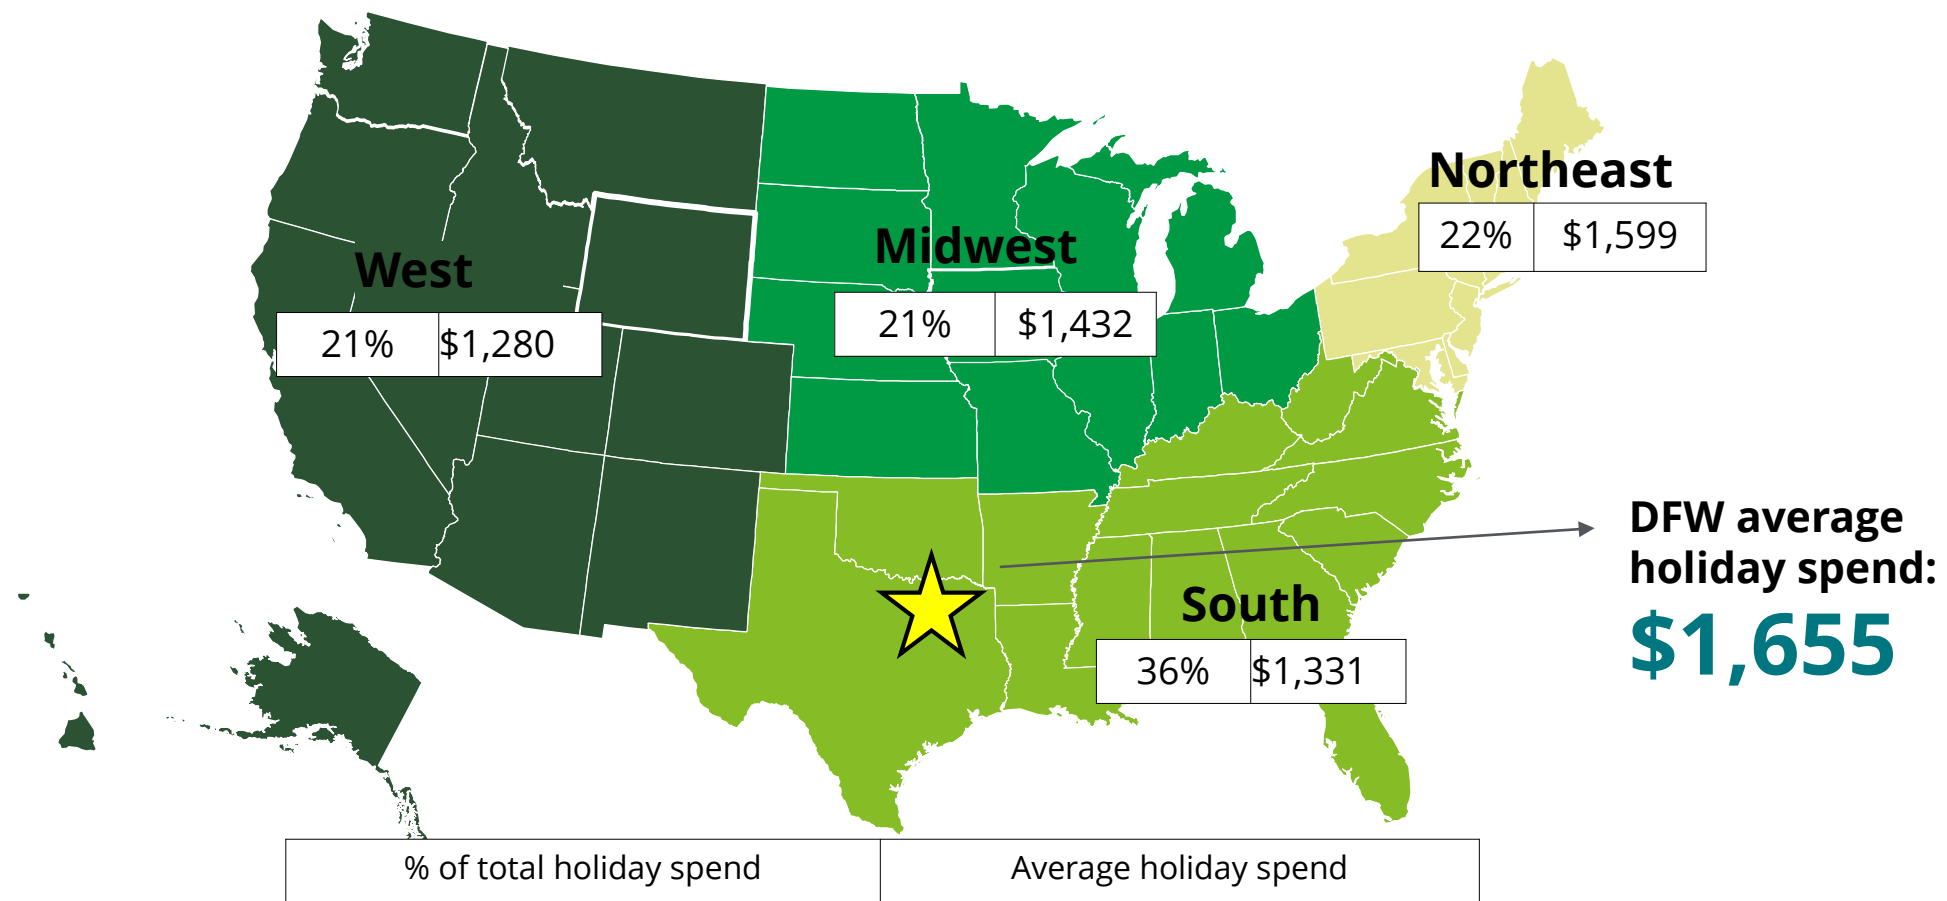 Northeast
22% $1,599
Midwest
21% $1,432
West
21% $1,280
DFW average
holiday spend:
$1,655
South
36% $1,331
% of total holiday spend Average holiday spend